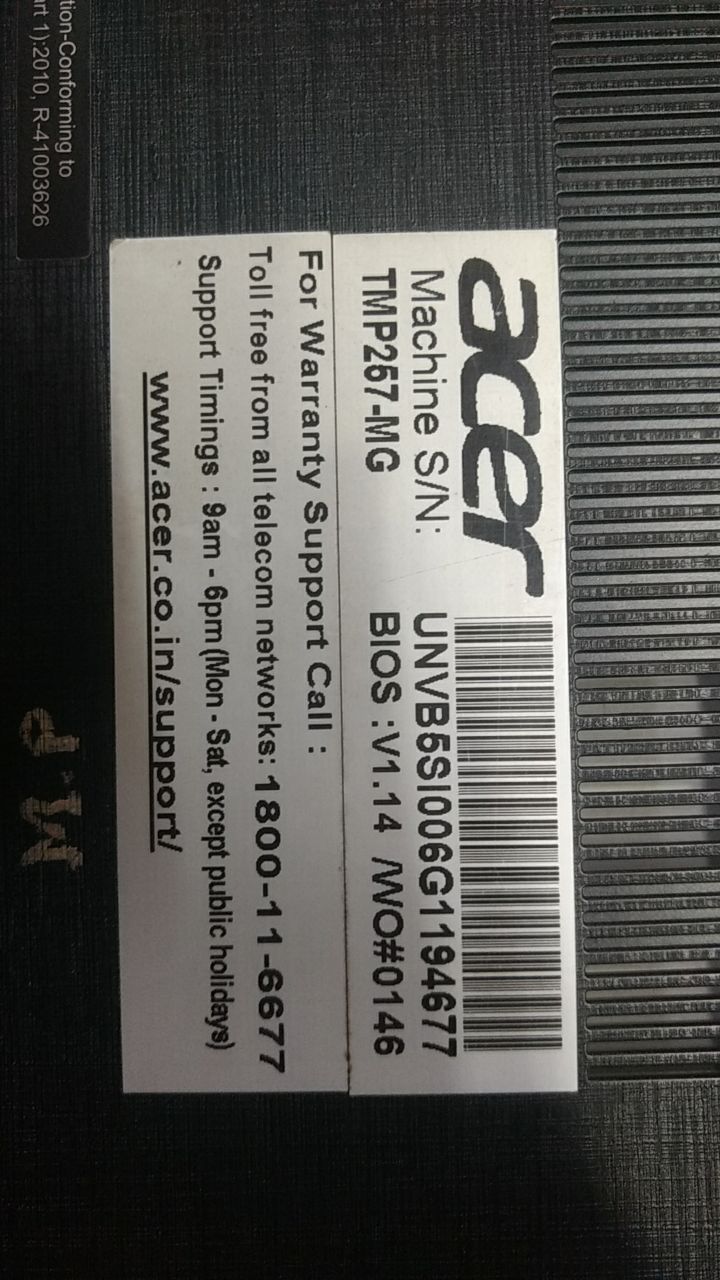 tion-Conforming to
rt 1):2010, R-41003626
acer
Machine S/N:
UNVB5SI006G1194677
TMP257-MG
BIOS : V1.14 /WO#0146
For Warranty Support Call :
Toll free from all telecom networks: 1800-11-6677
Support Timings : 9am - 6pm (Mon - Sat, except public holidays)
www.acer.co.in/support/